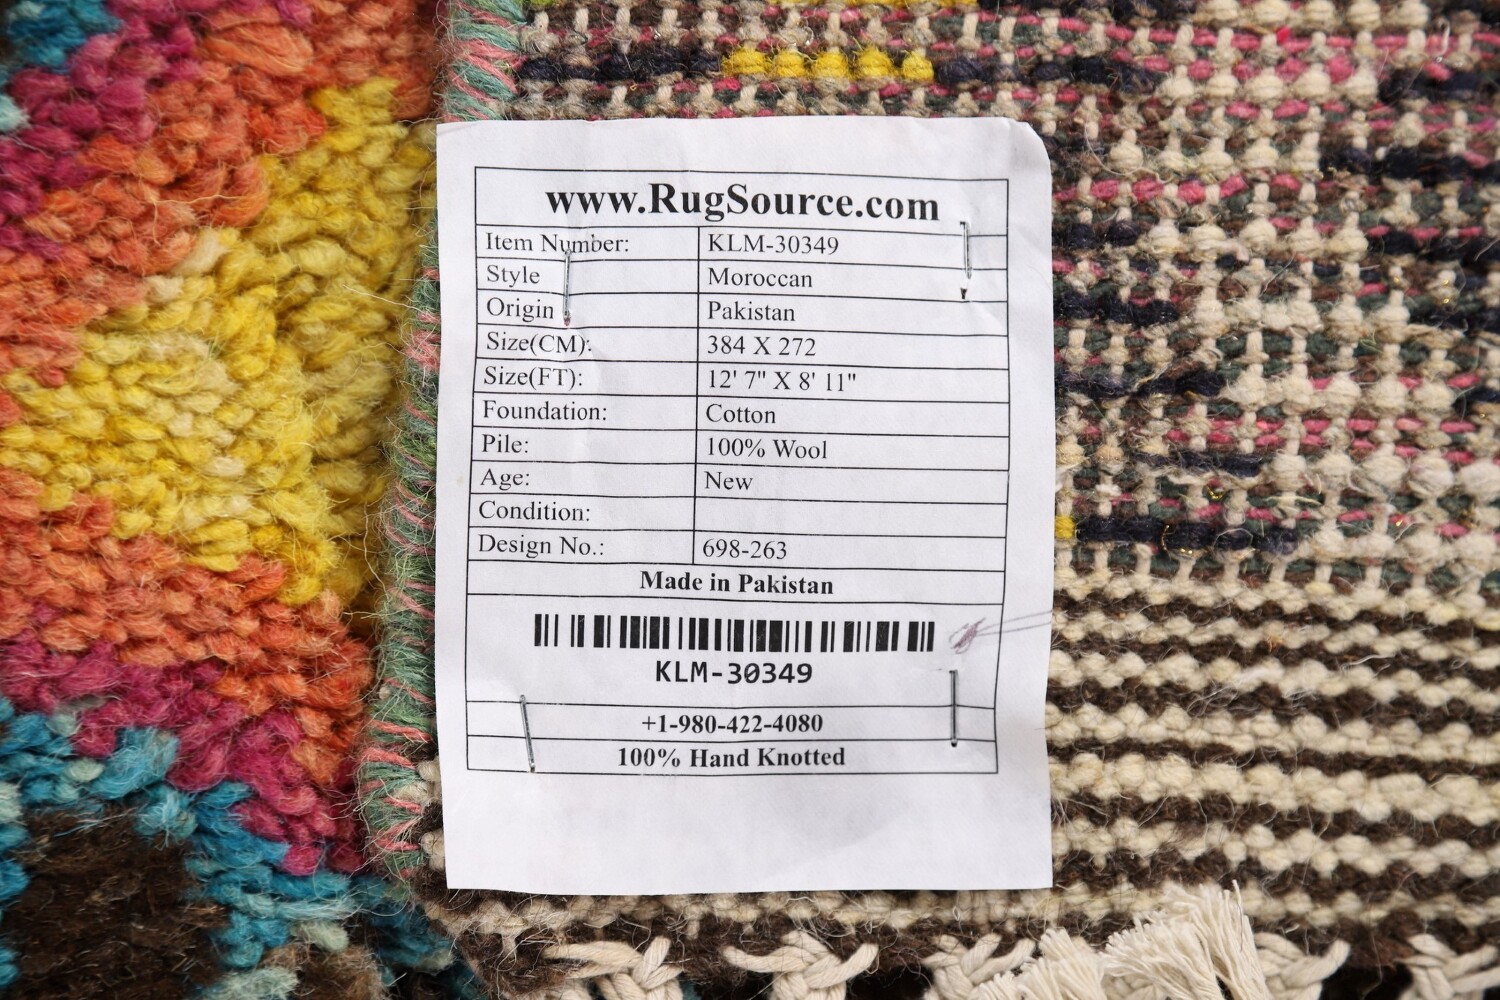 www.RugSource.com
Item Number: KLM-30349
Style Moroccan
Origin Pakistan
Size(CM): 384 X 272
Size(FT): 12' 7" X 8' 11"
Foundation: Cotton
Pile: 100% Wool
Age: New
Condition:
Design No.: 698-263
Made in Pakistan
KLM-30349
+1-980-422-4080
100% Hand Knotted